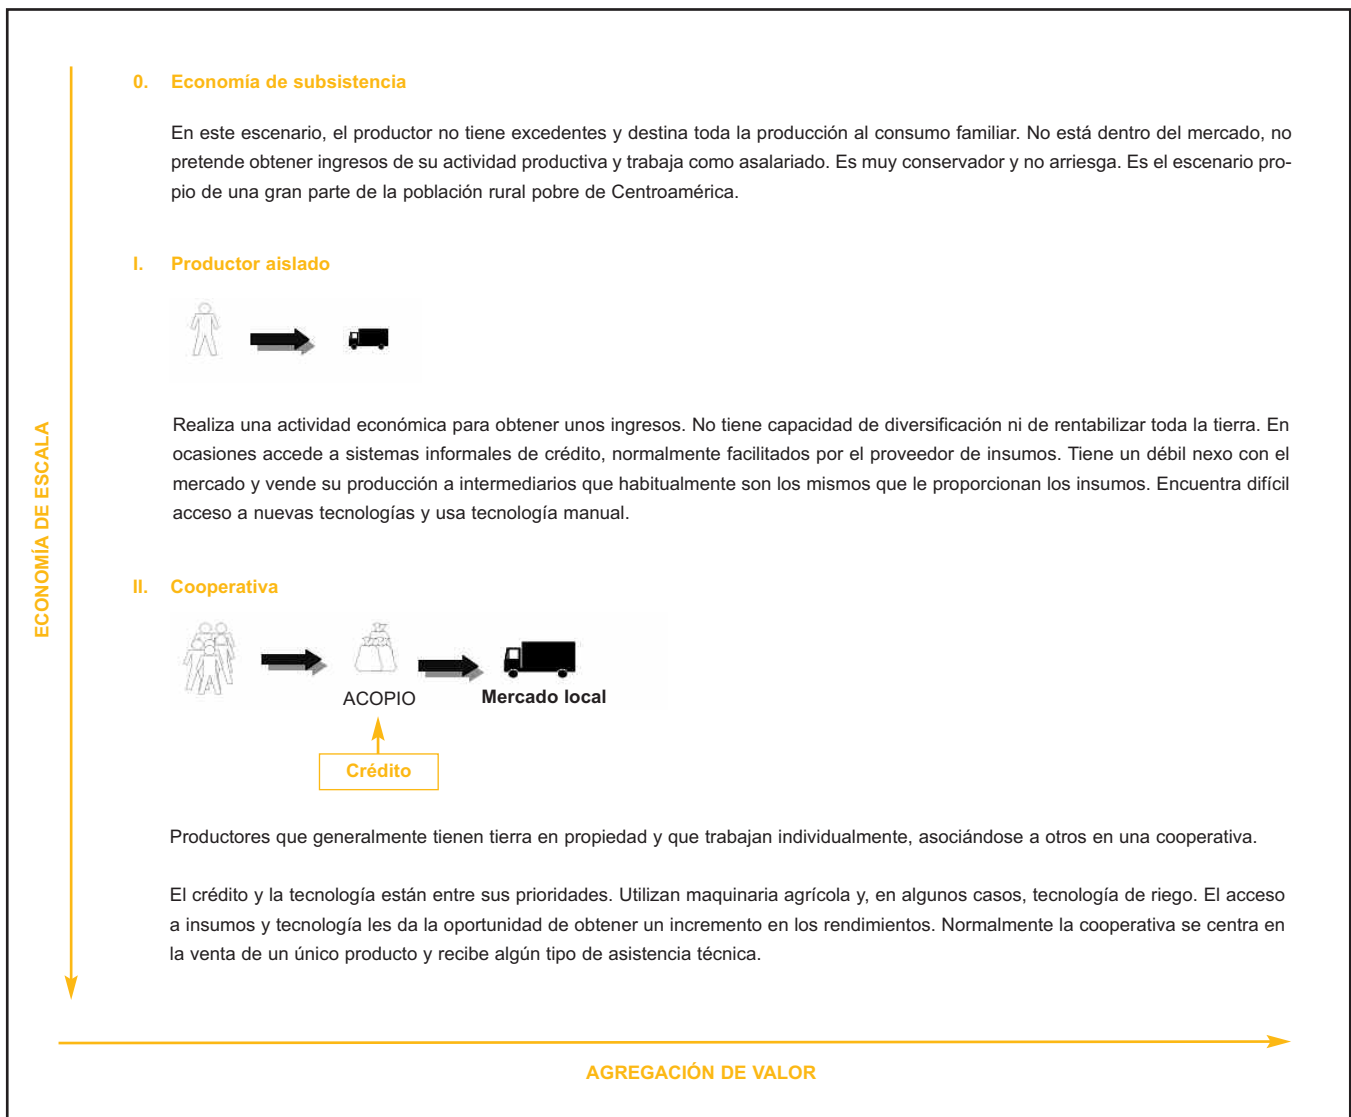 0. Economía de subsistencia
En este escenario, el productor no tiene excedentes y destina toda la producción al consumo familiar. No está dentro del mercado, no
pretende obtener ingresos de su actividad productiva y trabaja como asalariado. Es muy conservador y no arriesga. Es el escenario pro-
pio de una gran parte de la población rural pobre de Centroamérica.
I. Productor aislado
Realiza una actividad económica para obtener unos ingresos. No tiene capacidad de diversificación ni de rentabilizar toda la tierra. En
ocasiones accede a sistemas informales de crédito, normalmente facilitados por el proveedor de insumos. Tiene un débil nexo con el
mercado y vende su producción a intermediarios que habitualmente son los mismos que le proporcionan los insumos. Encuentra difícil
acceso a nuevas tecnologías y usa tecnología manual.
ECONOMÍA DE ESCALA
II. Cooperativa
ACOPIO
Mercado local
Crédito
Productores que generalmente tienen tierra en propiedad y que trabajan individualmente, asociándose a otros en una cooperativa.
El crédito y la tecnología están entre sus prioridades. Utilizan maquinaria agrícola y, en algunos casos, tecnología de riego. El acceso
a insumos y tecnología les da la oportunidad de obtener un incremento en los rendimientos. Normalmente la cooperativa se centra en
la venta de un único producto y recibe algún tipo de asistencia técnica.
AGREGACIÓN DE VALOR